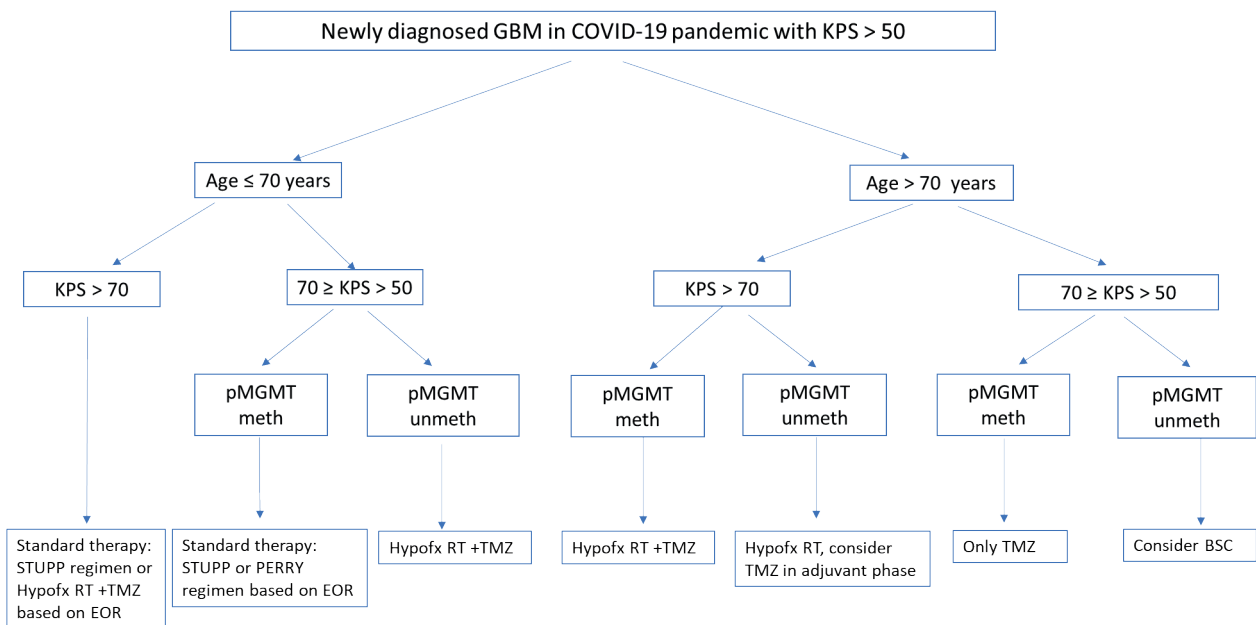 Newly diagnosed GBM in COVID-19 pandemic with KPS > 50
Age ≤ 70 years
Age > 70 years
KPS > 70
70 ≥ KPS > 50
KPS > 70
70 ≥ KPS > 50
pMGMT
meth
pMGMT
unmeth
pMGMT
meth
pMGMT
unmeth
pMGMT
meth
pMGMT
unmeth
Standard therapy:
STUPP regimen or
Hypofx RT +TMZ
based on EOR
Standard therapy:
STUPP or PERRY
regimen based on EOR
Hypofx RT +TMZ
Hypofx RT +TMZ
Hypofx RT, consider
TMZ in adjuvant phase
Only TMZ
Consider BSC